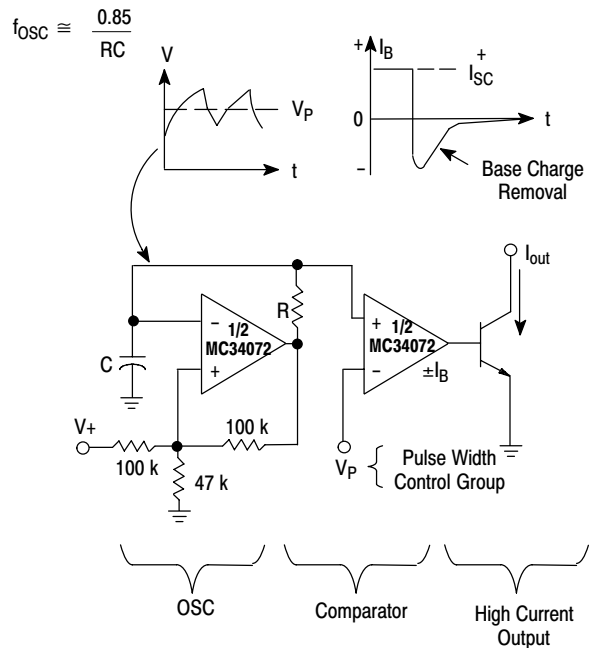 fOSC ≅ 0.85
RC
V
VP
t
+ IB
ISC +
0
t
−
Base Charge
Removal
Iout
R
−
1/2
MC34072
+
C
+
1/2
MC34072
−
±IB
V+
100 k
100 k
47 k
VP
Pulse Width
Control Group
OSC
Comparator
High Current
Output